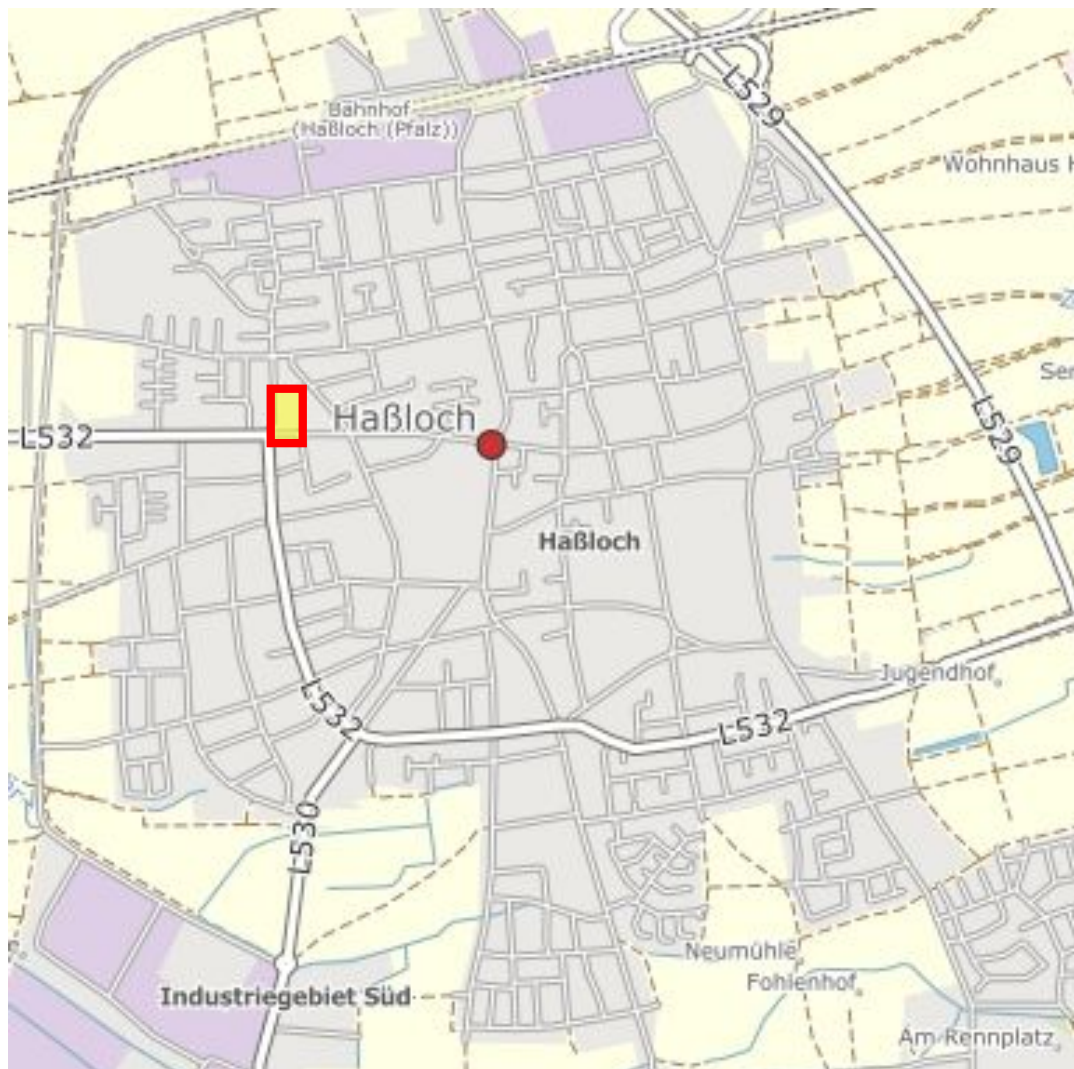 Bahnhof
(Haßloch (Pfalz))
L529
Wohnhaus H
Haßloch
L532
L529
Haßloch
Jugendhof
L532
L532
L530
Neumühle
Fohlenhof
Industriegebiet Süd
Am Rennplatz